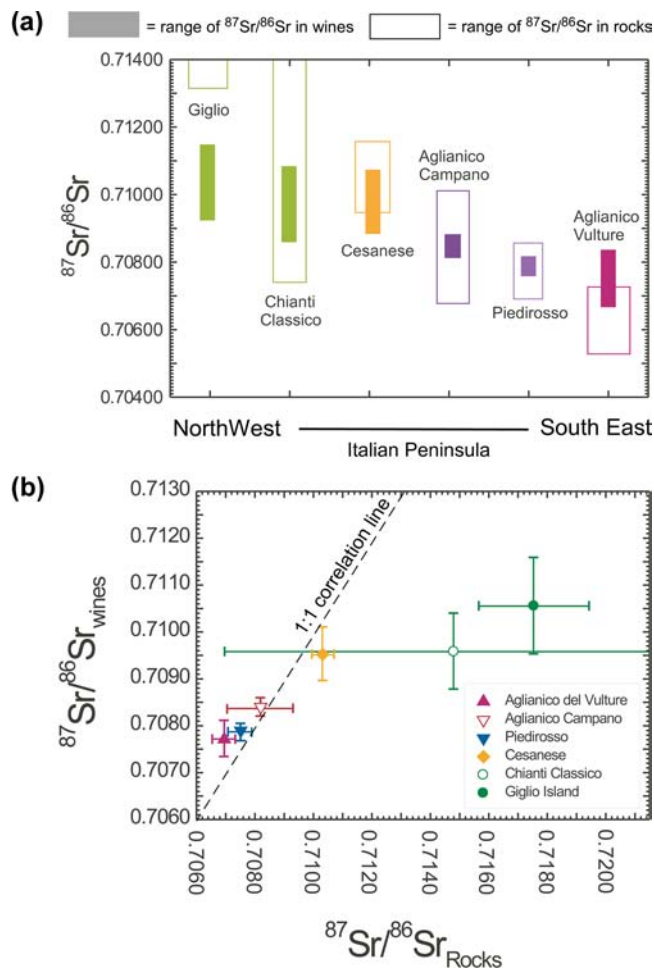 (a)
= range of ⁸⁷Sr/⁸⁶Sr in wines
= range of ⁸⁷Sr/⁸⁶Sr in rocks
⁸⁷Sr/⁸⁶Sr
0.71400
0.71200
0.71000
0.70800
0.70600
0.70400
Giglio
Chianti
Classico
Cesanese
Aglianico
Campano
Piedirosso
Aglianico
Vulture
NorthWest
South East
Italian Peninsula
(b)
⁸⁷Sr/⁸⁶Sr wines
0.7130
0.7120
0.7110
0.7100
0.7090
0.7080
0.7070
0.7060
1:1 correlation line
Aglianico del Vulture
Aglianico Campano
Piedirosso
Cesanese
Chianti Classico
Giglio Island
0.7060
0.7080
0.7100
0.7120
0.7140
0.7160
0.7180
0.7200
⁸⁷Sr/⁸⁶Sr Rocks